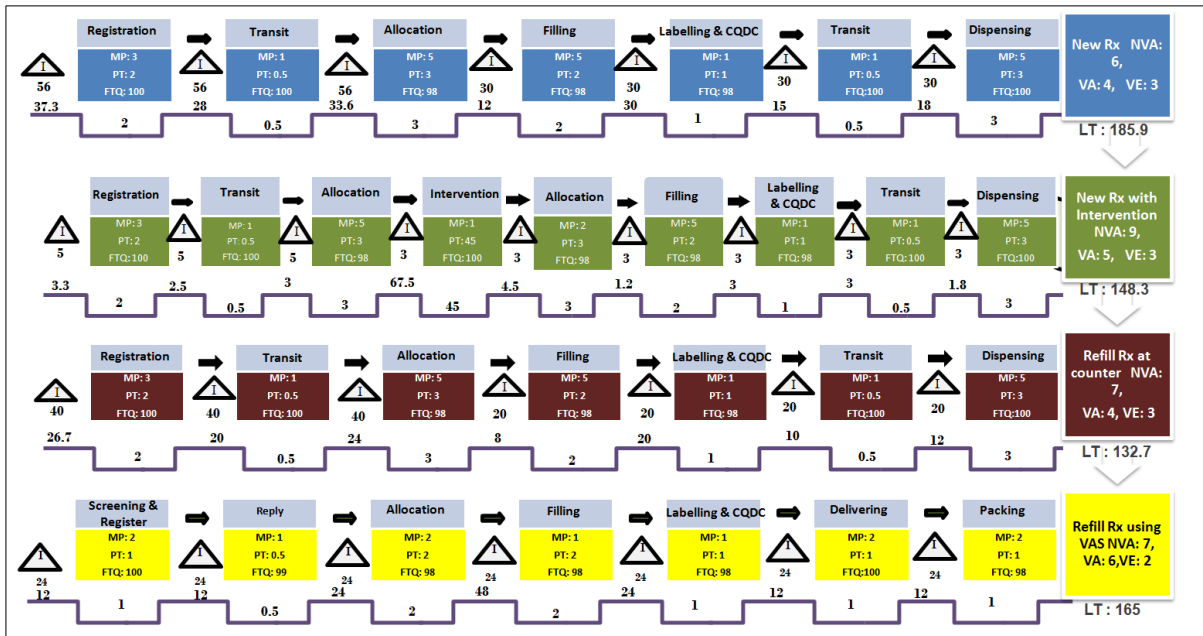 Registration Transit Allocation Filling Labelling & CQDC Transit Dispensing
MP: 3 MP: 1 MP: 5 MP: 5 MP: 1 MP: 1 MP: 5
I I I I I I I
PT: 2 PT: 0.5 PT: 3 PT: 2 PT: 1 PT: 0.5 PT: 3
FTQ: 100 FTQ: 100 FTQ: 98 FTQ: 98 FTQ: 98 FTQ: 100 FTQ:100
56 56 56 30 30 30 30
37.3 28 33.6 12 30 15 18
2 0.5 3 2 1 0.5 3
New Rx NVA:
6,
VA: 4, VE: 3
LT : 185.9
Registration Transit Allocation Intervention Allocation Filling Labelling
& CQDC Transit Dispensing
MP: 3 MP: 1 MP: 5 MP: 1 MP: 2 MP: 5 MP: 1 MP: 1 MP: 5
I I I I I I I I I
PT: 2 PT: 0.5 PT: 3 PT: 45 PT: 3 PT: 2 PT: 1 PT: 0.5 PT: 3
FTQ: 100 FTQ: 100 FTQ: 98 FTQ: 100 FTQ: 98 FTQ: 98 FTQ: 98 FTQ: 100 FTQ: 100
5 5 5 3 3 3 3 3 3
3.3 2.5 3 67.5 4.5 1.2 3 3 1.8
2 0.5 3 45 3 2 1 0.5 3
New Rx with
Intervention
NVA: 9,
VA: 5, VE: 3
LT : 148.3
Registration Transit Allocation Filling Labelling & CQDC Transit Dispensing
MP: 3 MP: 1 MP: 5 MP: 5 MP: 1 MP: 1 MP: 5
I I I I I I I
PT: 2 PT: 0.5 PT: 3 PT: 2 PT: 1 PT: 0.5 PT: 3
FTQ: 100 FTQ: 100 FTQ: 98 FTQ: 98 FTQ: 98 FTQ: 100 FTQ:100
40 40 40 20 20 20 20
26.7 20 24 8 20 10 12
2 0.5 3 2 1 0.5 3
Refill Rx at
counter NVA:
7,
VA: 4, VE: 3
LT : 132.7
Screening &
Register Reply Allocation Filling Labelling & CQDC Delivering Packing
MP: 2 MP: 1 MP: 2 MP: 2 MP: 1 MP: 2 MP: 2
I I I I I I I
PT: 1 PT: 0.5 PT: 2 PT: 2 PT: 1 PT: 1 PT: 1
FTQ: 100 FTQ: 99 FTQ: 98 FTQ: 98 FTQ: 98 FTQ:100 FTQ: 98
24 24 24 24 24 24 24
12 12 24 48 24 12 12
1 0.5 2 2 1 1 1
Refill Rx using
VAS NVA: 7,
VA: 6,VE: 2
LT : 165